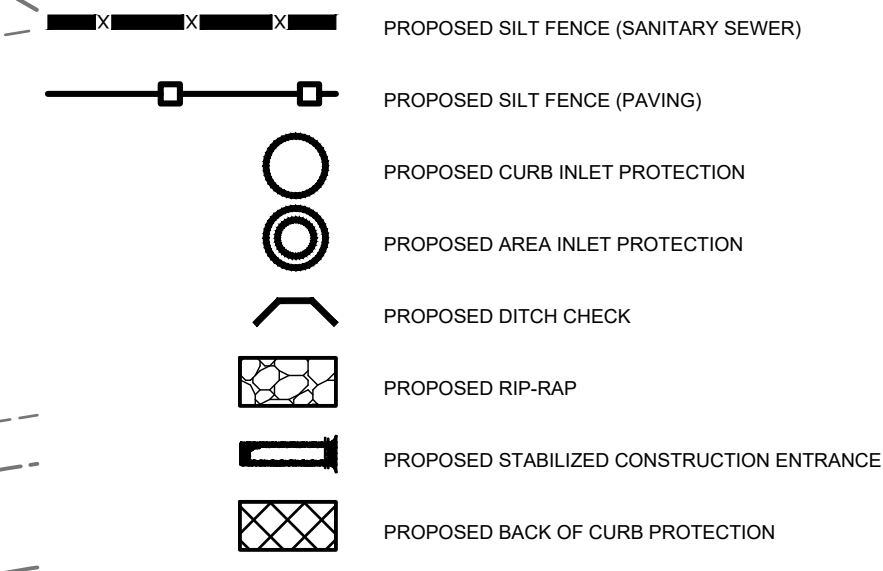 PROPOSED SILT FENCE (SANITARY SEWER)
PROPOSED SILT FENCE (PAVING)
PROPOSED CURB INLET PROTECTION
PROPOSED AREA INLET PROTECTION
PROPOSED DITCH CHECK
PROPOSED RIP-RAP
PROPOSED STABILIZED CONSTRUCTION ENTRANCE
PROPOSED BACK OF CURB PROTECTION